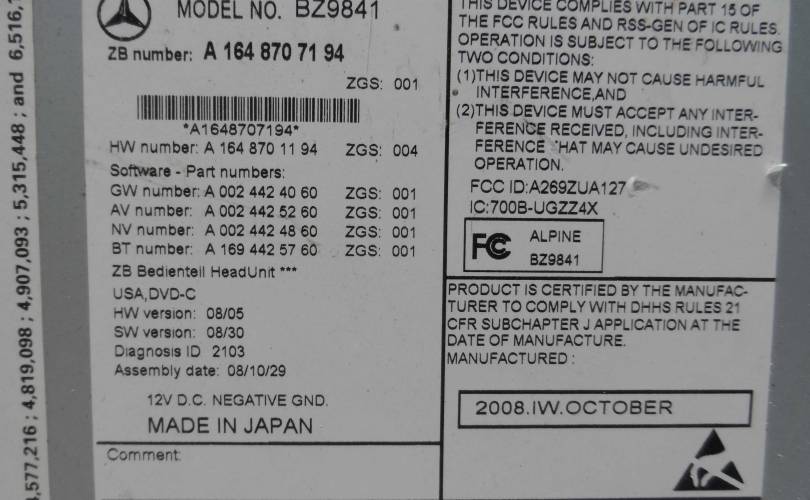 MODEL NO. BZ9841
ZB number: A 164 870 71 94
ZGS: 001
*A1648707194*
HW number: A 164 870 11 94 ZGS: 004
Software - Part numbers:
GW number: A 002 442 40 60 ZGS: 001
AV number: A 002 442 52 60 ZGS: 001
NV number: A 002 442 48 60 ZGS: 001
BT number: A 169 442 57 60 ZGS: 001
ZB Bedienteil HeadUnit ***
USA,DVD-C
HW version: 08/05
SW version: 08/30
Diagnosis ID 2103
Assembly date: 08/10/29
12V D.C. NEGATIVE GND.
MADE IN JAPAN
Comment:
THIS DEVICE COMPLIES WITH PART 15 OF
THE FCC RULES AND RSS-GEN OF IC RULES.
OPERATION IS SUBJECT TO THE FOLLOWING
TWO CONDITIONS:
(1)THIS DEVICE MAY NOT CAUSE HARMFUL
INTERFERENCE,AND
(2)THIS DEVICE MUST ACCEPT ANY INTER-
FERENCE RECEIVED, INCLUDING INTER-
FERENCE THAT MAY CAUSE UNDESIRED
OPERATION.
FCC ID:A269ZUA127
IC:700B-UGZZ4X
FC ALPINE
BZ9841
PRODUCT IS CERTIFIED BY THE MANUFAC-
TURER TO COMPLY WITH DHHS RULES 21
CFR SUBCHAPTER J APPLICATION AT THE
DATE OF MANUFACTURE.
MANUFACTURED :
2008.IW.OCTOBER
,577,216 ; 4,819,098 ; 4,907,093 ; 5,315,448 ; and 6,516,